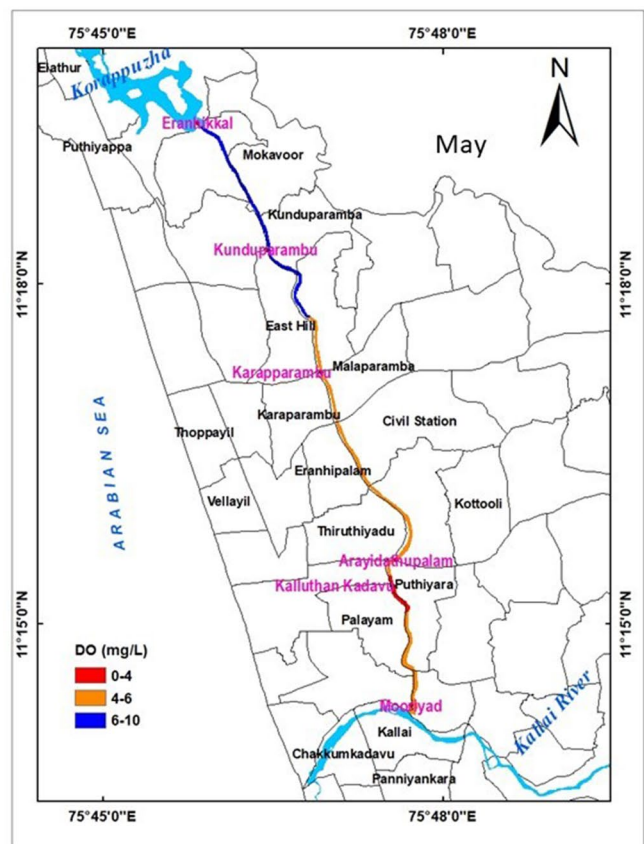 75°45'0"E
75°48'0"E
Elathur
Korappuzha
N
Eranhikkal
May
Puthiyappa
Mokavoor
Kunduparamba
Kunduparambu
11°18'0"N
11°18'0"N
East Hill
Malaparamba
Karapparambu
Karaparambu
Civil Station
Thoppayil
ARABIAN SEA
Eranhipalam
Vellayil
Kottooli
Thiruthiyadu
Arayidathupalam
Kalluthan Kadavu
Puthiyara
11°15'0"N
11°15'0"N
Palayam
DO (mg/L)
0-4
4-6
6-10
Mooriyad
Kallai River
Kallai
Chakkumkadavu
Panniyankara
75°45'0"E
75°48'0"E